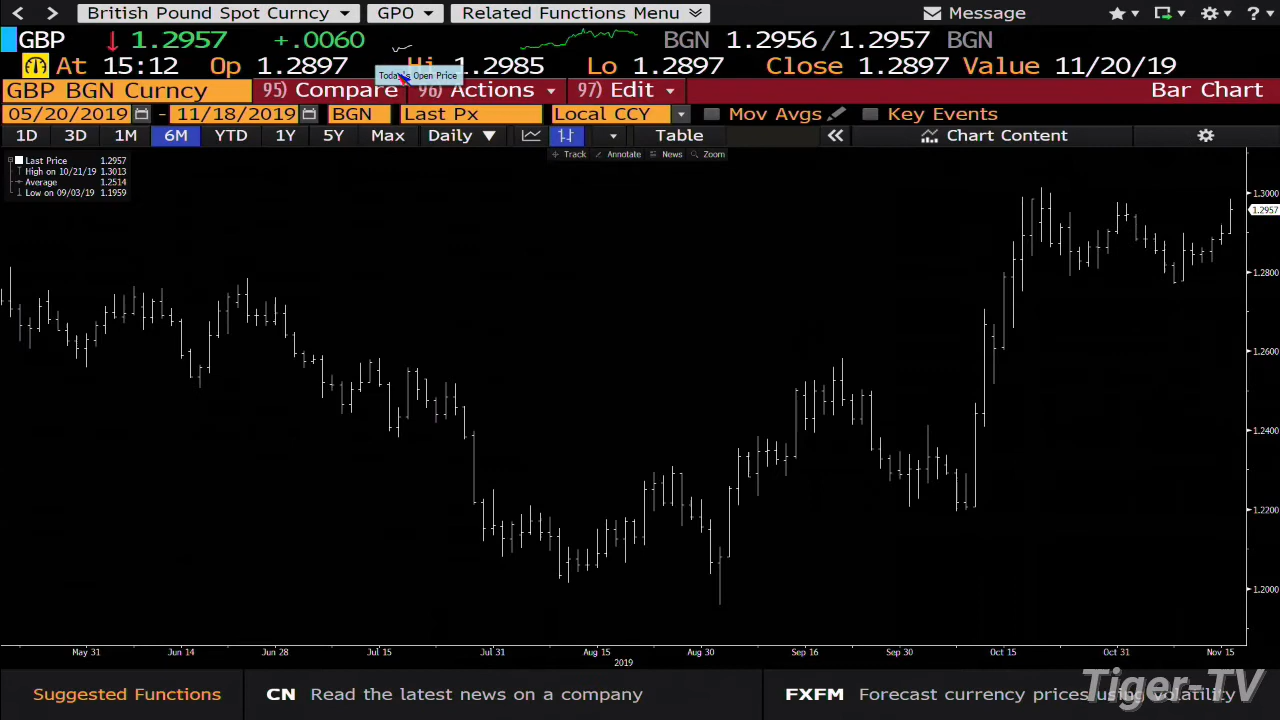 British Pound Spot Curncy GPO Related Functions Menu Message
GBP 1.2957 +.0060 BGN 1.2956/1.2957 BGN
At 15:12 Op 1.2897 Hi 1.2985 Lo 1.2897 Close 1.2897 Value 11/20/19
Today's Open Price
GBP BGN Curncy 95) Compare 96) Actions 97) Edit Bar Chart
05/20/2019 - 11/18/2019 BGN Last Px Local CCY Mov Avgs Key Events
1D 3D 1M 6M YTD 1Y 5Y Max Daily ▼ Table Chart Content
Track Annotate News Zoom
Last Price 1.2957
High on 10/21/19 1.3013
Average 1.2514
Low on 09/03/19 1.1959
1.3000
1.2957
1.2800
1.2600
1.2400
1.2200
1.2000
May 31 Jun 14 Jun 28 Jul 15 Jul 31 Aug 15 Aug 30 Sep 16 Sep 30 Oct 15 Oct 31 Nov 15
2019
Suggested Functions CN Read the latest news on a company FXFM Forecast currency prices using volatility
Tiger-TV